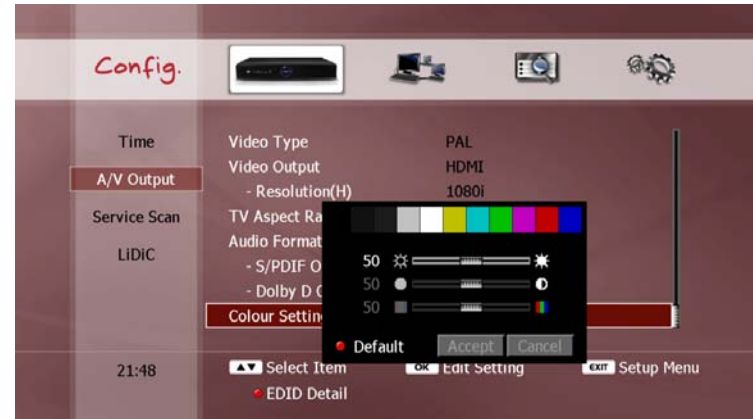 Config.
Time
A/V Output
Service Scan
LiDiC
21:48
Video Type PAL
Video Output HDMI
- Resolution(H) 1080i
TV Aspect Ra
Audio Format
- S/PDIF O
- Dolby D
Colour Settin
50
50
50
Default Accept Cancel
Select Item OK Edit Setting EXIT Setup Menu
EDID Detail